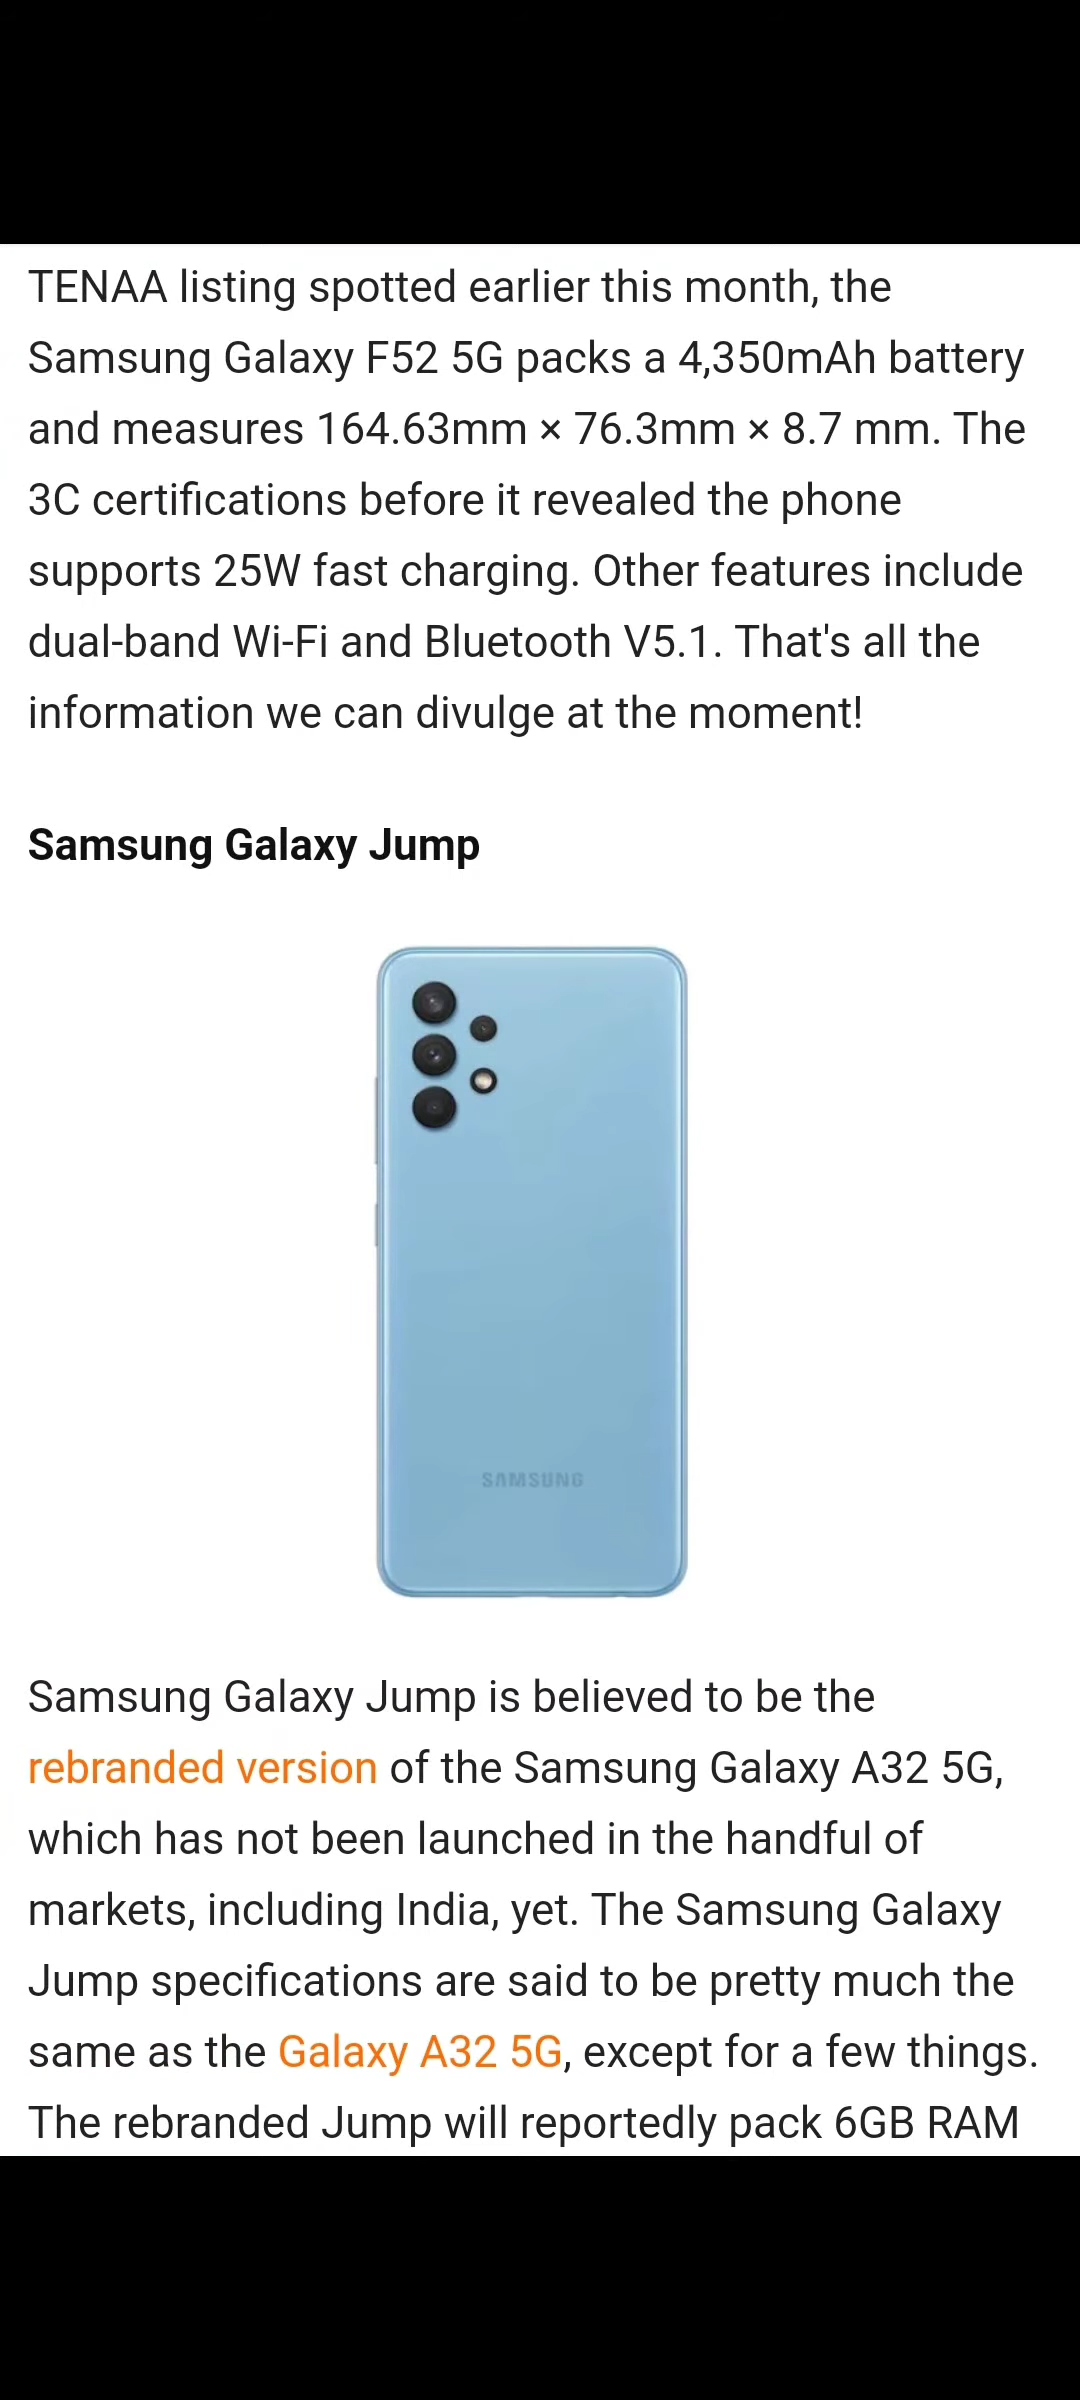 TENAA listing spotted earlier this month, the
Samsung Galaxy F52 5G packs a 4,350mAh battery
and measures 164.63mm × 76.3mm × 8.7 mm. The
3C certifications before it revealed the phone
supports 25W fast charging. Other features include
dual-band Wi-Fi and Bluetooth V5.1. That's all the
information we can divulge at the moment!
Samsung Galaxy Jump
SAMSUNG
Samsung Galaxy Jump is believed to be the
rebranded version of the Samsung Galaxy A32 5G,
which has not been launched in the handful of
markets, including India, yet. The Samsung Galaxy
Jump specifications are said to be pretty much the
same as the Galaxy A32 5G, except for a few things.
The rebranded Jump will reportedly pack 6GB RAM